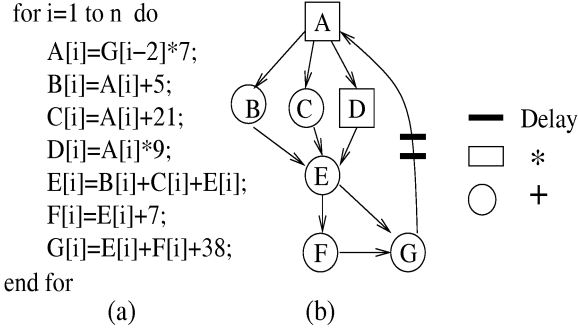 for i=1 to n do
A[i]=G[i−2]*7;
B[i]=A[i]+5;
C[i]=A[i]+21;
D[i]=A[i]*9;
E[i]=B[i]+C[i]+E[i];
F[i]=E[i]+7;
G[i]=E[i]+F[i]+38;
end for
(a)
A
B C D
E
F G
(b)
Delay
*
+